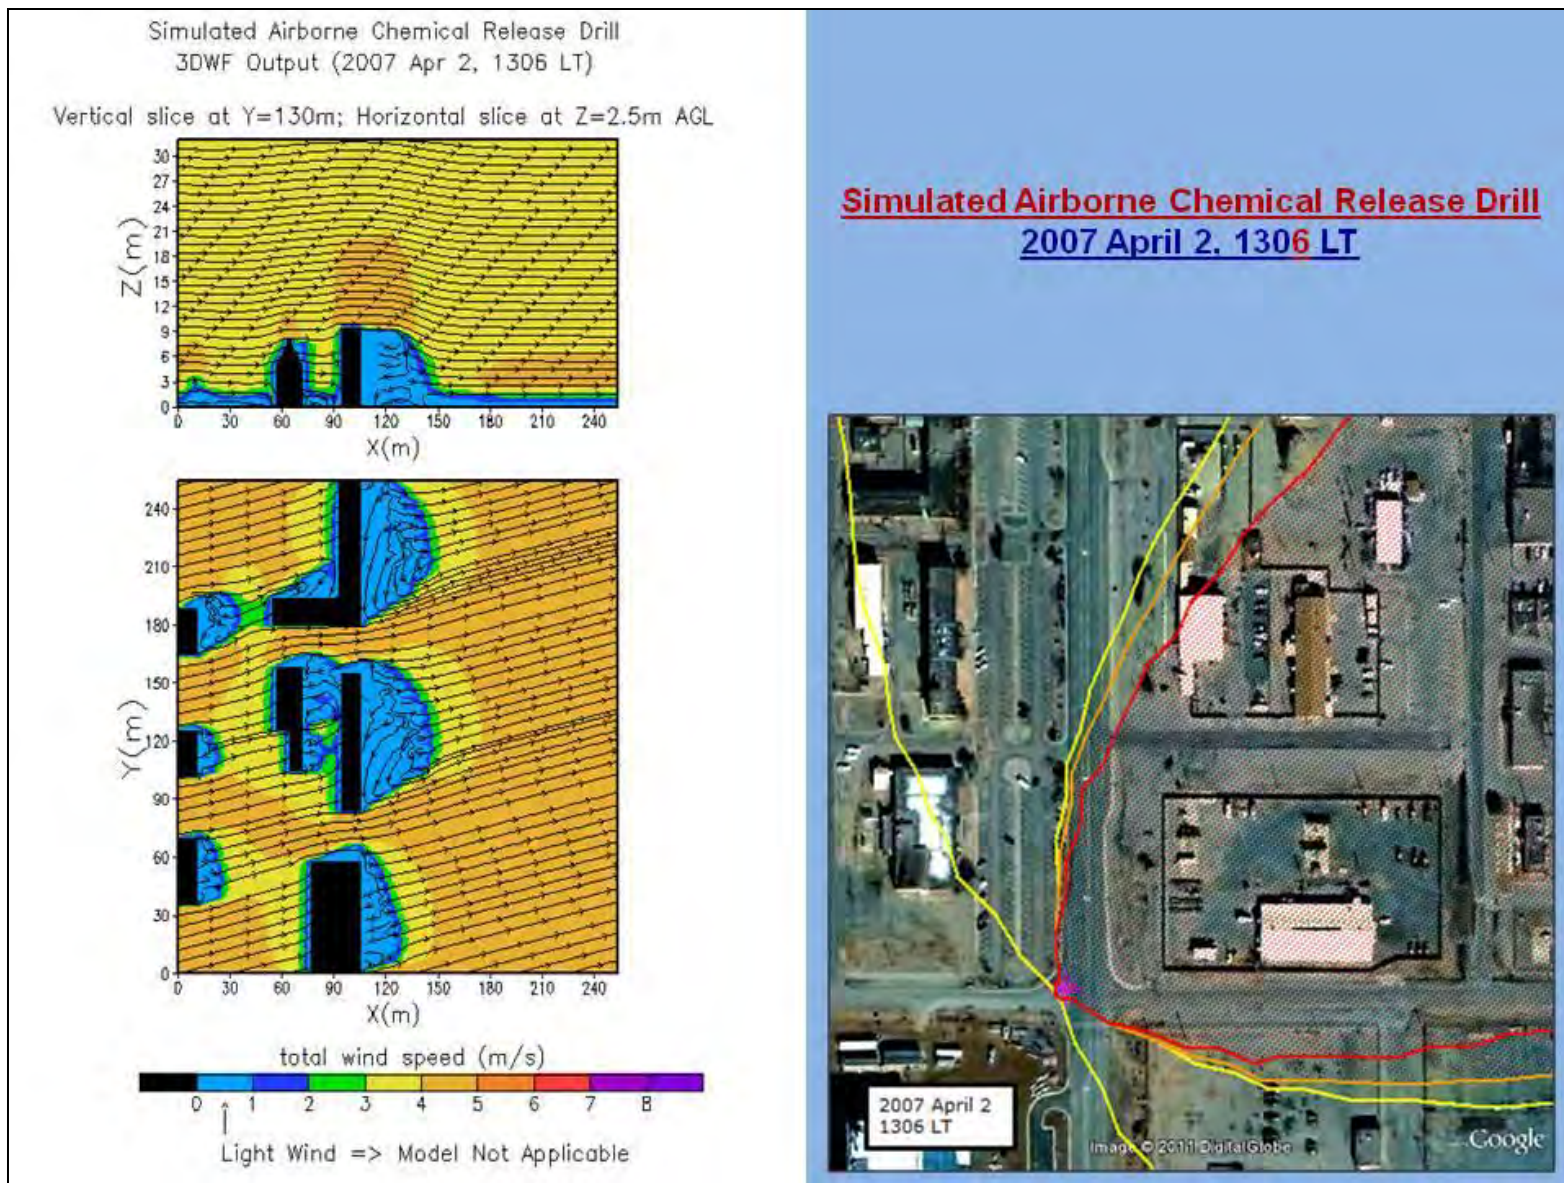 Simulated Airborne Chemical Release Drill
3DWF Output (2007 Apr 2, 1306 LT)
Vertical slice at Y=130m; Horizontal slice at Z=2.5m AGL
30
27
24
21
18
15
12
9
6
3
0
Z(m)
0 30 60 90 120 150 180 210 240
X(m)
240
210
180
150
120
90
60
30
0
Y(m)
0 30 60 90 120 150 180 210 240
X(m)
total wind speed (m/s)
0 1 2 3 4 5 6 7 8
Light Wind => Model Not Applicable
Simulated Airborne Chemical Release Drill
2007 April 2. 1306 LT
2007 April 2
1306 LT
Image © 2011 DigitalGlobe
Google